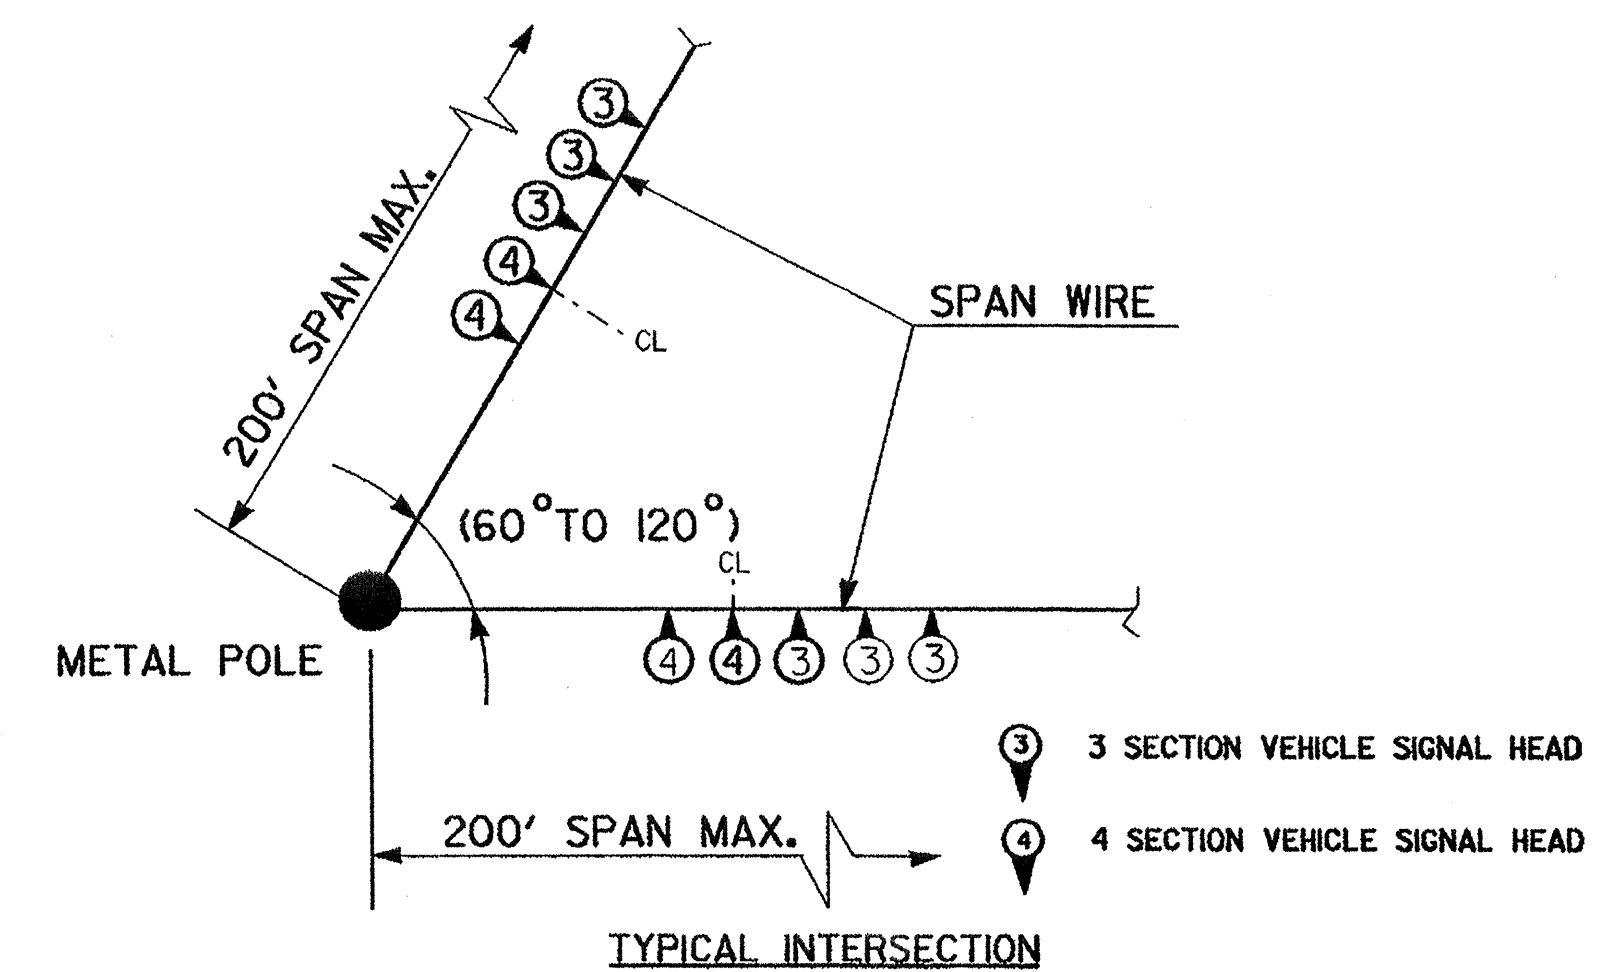 3
3
3
4
4
CL
200' SPAN MAX.
SPAN WIRE
(60° TO 120°)
CL
METAL POLE
4 4 3 3 3
3 3 SECTION VEHICLE SIGNAL HEAD
200' SPAN MAX.
4 4 SECTION VEHICLE SIGNAL HEAD
TYPICAL INTERSECTION